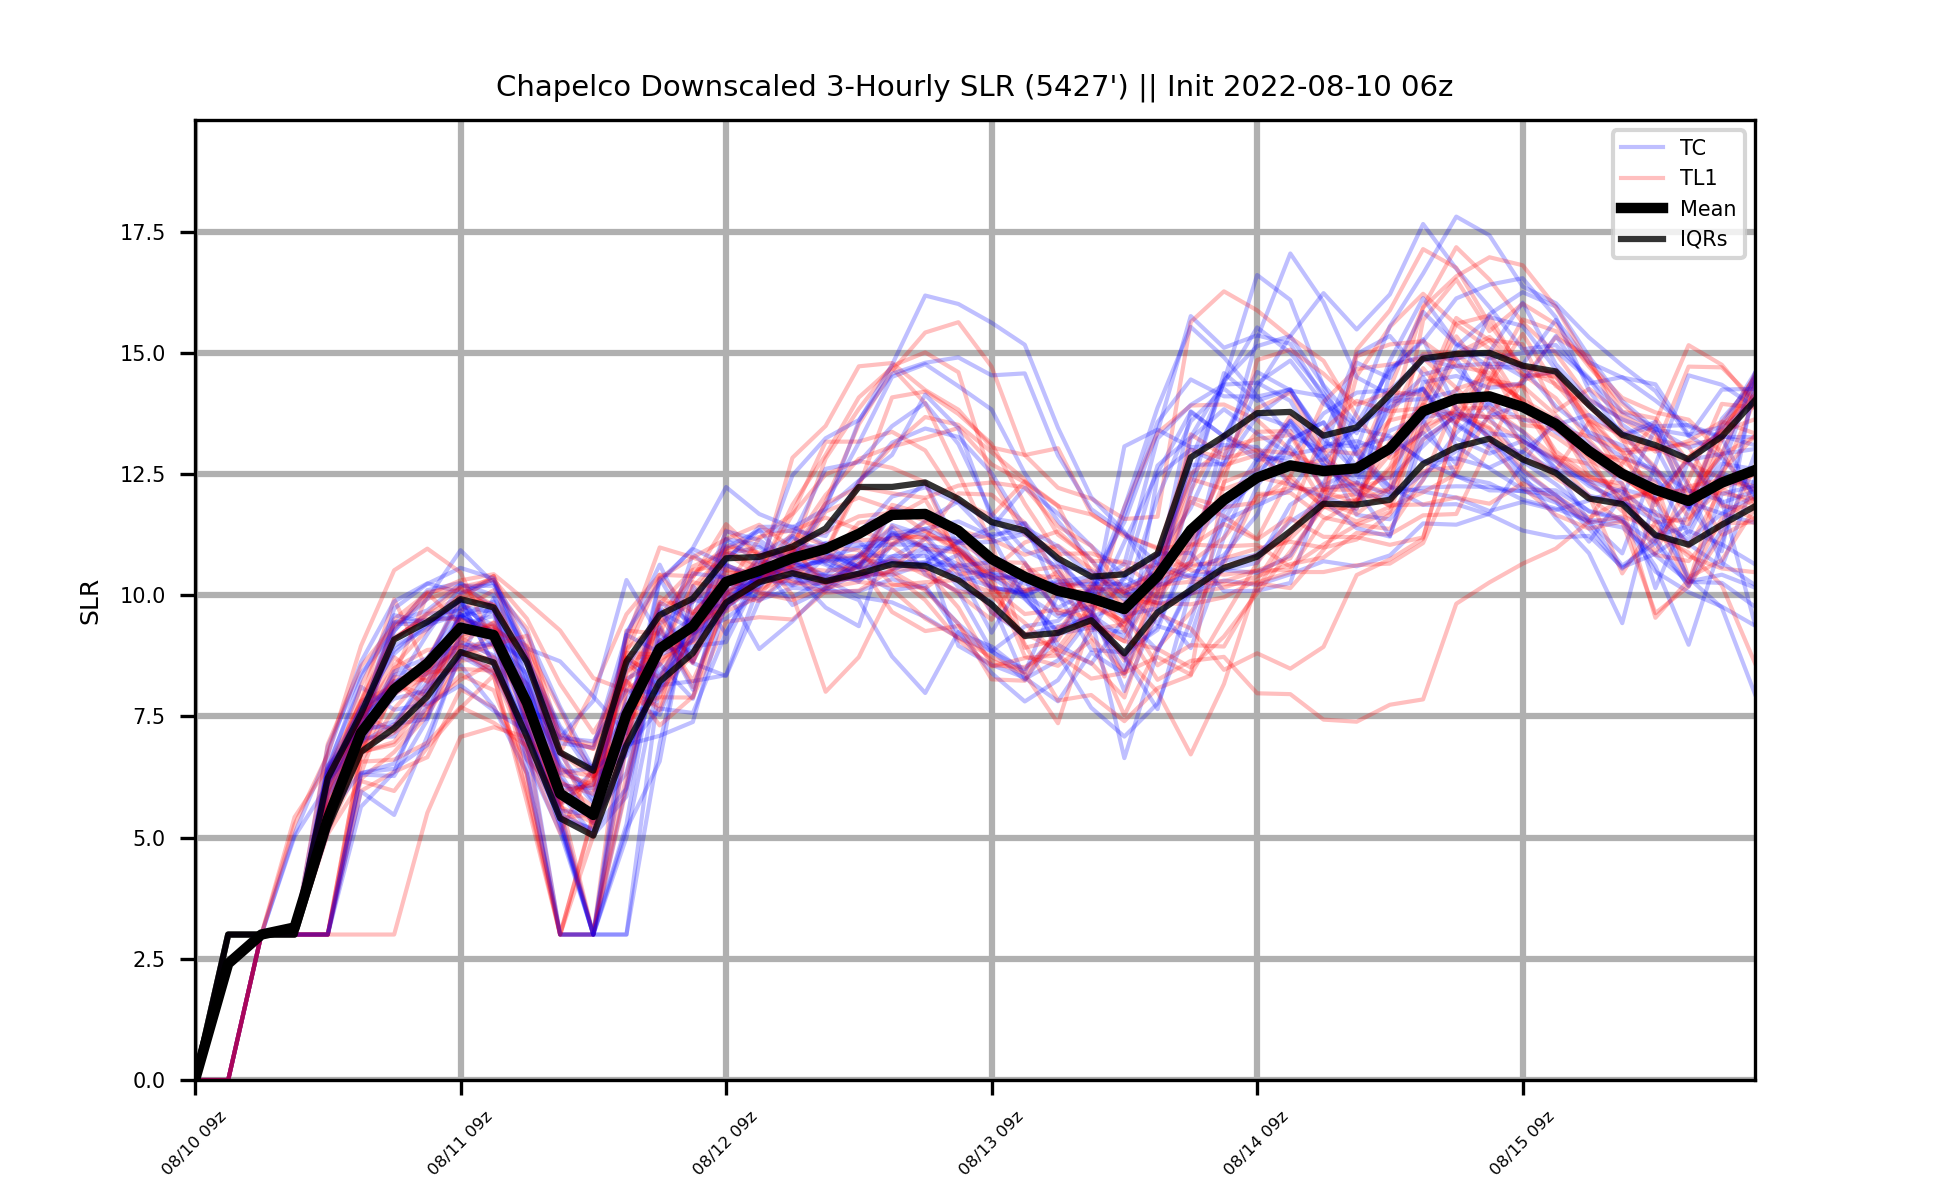 Chapelco Downscaled 3-Hourly SLR (5427') || Init 2022-08-10 06z
TC
TL1
Mean
IQRs
SLR
17.5
15.0
12.5
10.0
7.5
5.0
2.5
0.0
08/10 09z
08/11 09z
08/12 09z
08/13 09z
08/14 09z
08/15 09z